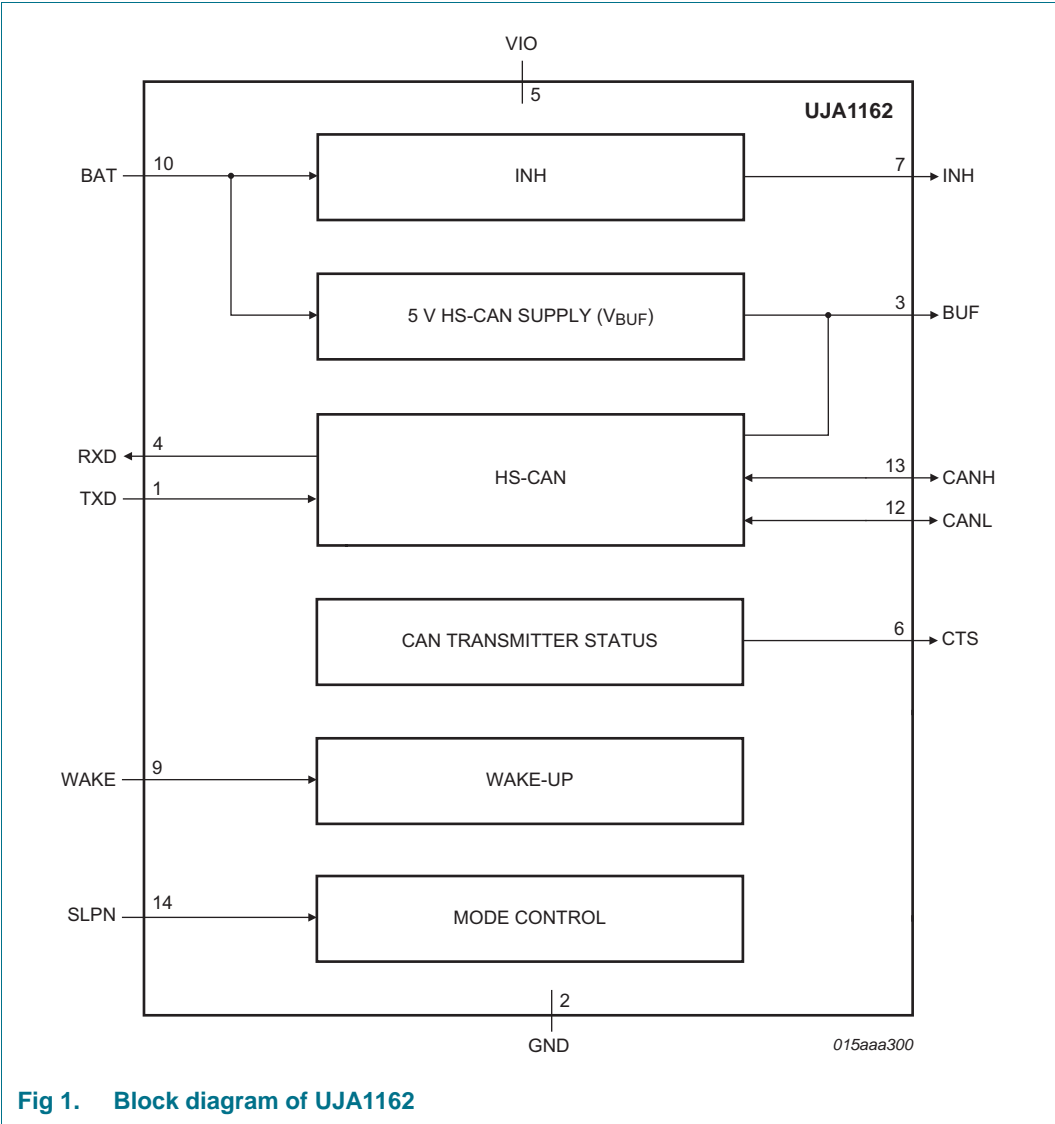 VIO
5
UJA1162
BAT
10
INH
7
INH
5 V HS-CAN SUPPLY (VBUF)
3
BUF
RXD
4
TXD
1
HS-CAN
13
CANH
12
CANL
CAN TRANSMITTER STATUS
6
CTS
WAKE
9
WAKE-UP
SLPN
14
MODE CONTROL
2
GND
015aaa300
Fig 1. Block diagram of UJA1162